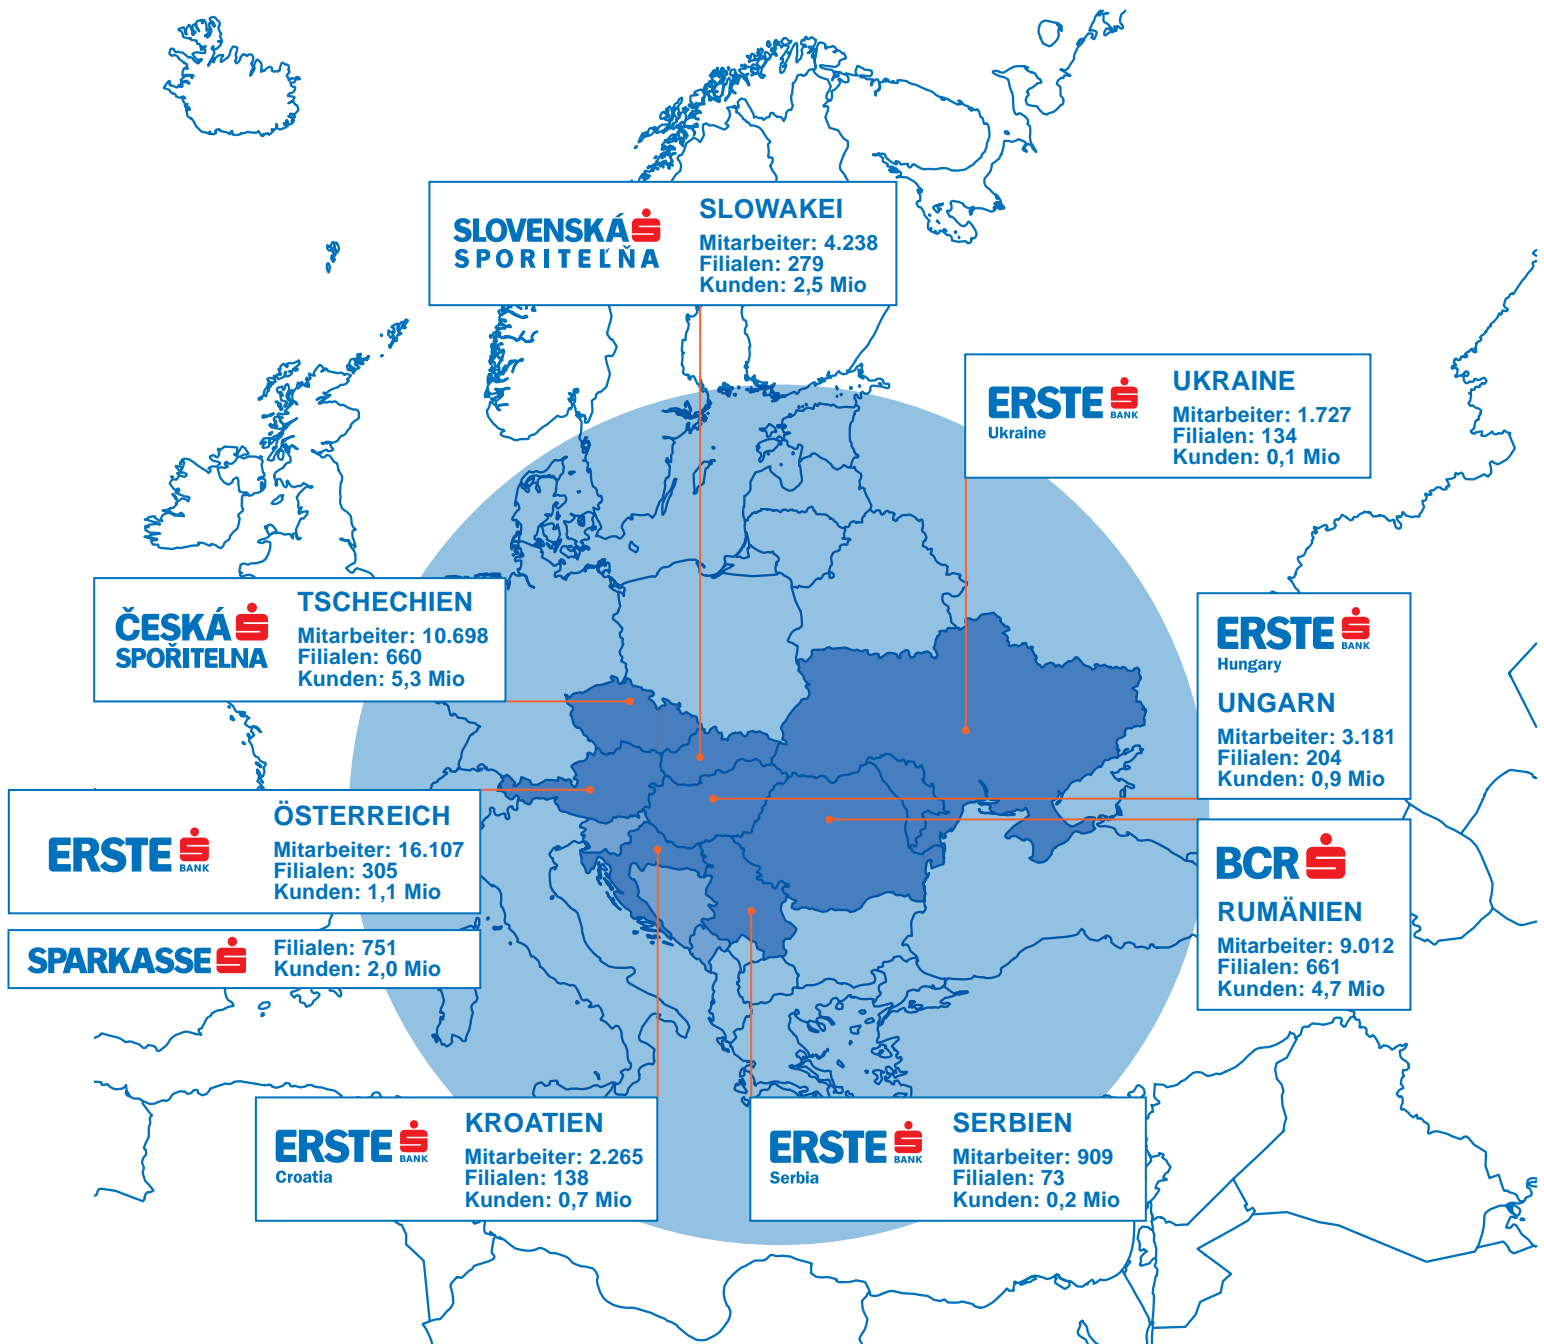 SLOVENSKÁ
SPORITEĽŇA
SLOWAKEI
Mitarbeiter: 4.238
Filialen: 279
Kunden: 2,5 Mio
ERSTE
BANK
Ukraine
UKRAINE
Mitarbeiter: 1.727
Filialen: 134
Kunden: 0,1 Mio
ČESKÁ
SPOŘITELNA
TSCHECHIEN
Mitarbeiter: 10.698
Filialen: 660
Kunden: 5,3 Mio
ERSTE
BANK
Hungary
UNGARN
Mitarbeiter: 3.181
Filialen: 204
Kunden: 0,9 Mio
ERSTE
BANK
ÖSTERREICH
Mitarbeiter: 16.107
Filialen: 305
Kunden: 1,1 Mio
SPARKASSE
Filialen: 751
Kunden: 2,0 Mio
BCR
RUMÄNIEN
Mitarbeiter: 9.012
Filialen: 661
Kunden: 4,7 Mio
ERSTE
BANK
Croatia
KROATIEN
Mitarbeiter: 2.265
Filialen: 138
Kunden: 0,7 Mio
ERSTE
BANK
Serbia
SERBIEN
Mitarbeiter: 909
Filialen: 73
Kunden: 0,2 Mio